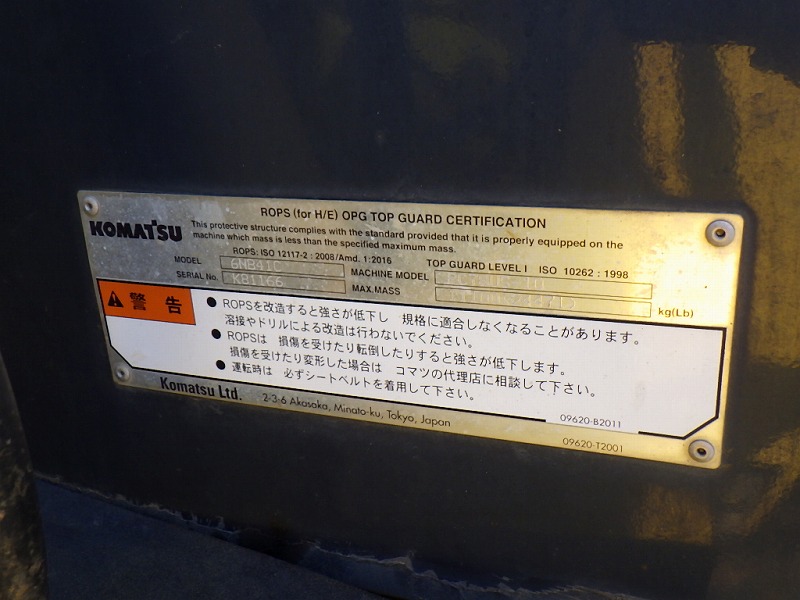 ROPS (for H/E) OPG TOP GUARD CERTIFICATION
KOMATSU
This protective structure complies with the standard provided that it is properly equipped on the
machine which mass is less than the specified maximum mass.
ROPS: ISO 12117-2 : 2008/Amd. 1:2016
TOP GUARD LEVEL I ISO 10262 : 1998
MODEL
MACHINE MODEL
SERIAL No. KB1166
MAX.MASS kg(Lb)
警 告
● ROPSを改造すると強さが低下し 規格に適合しなくなることがあります。
溶接やドリルによる改造は行わないでください。
● ROPSは 損傷を受けたり転倒したりすると強さが低下します。
損傷を受けたり変形した場合は コマツの代理店に相談して下さい。
● 運転時は 必ずシートベルトを着用して下さい。
09620-B2011
Komatsu Ltd. 2-3-6 Akasaka, Minato-ku, Tokyo, Japan
09620-T2001